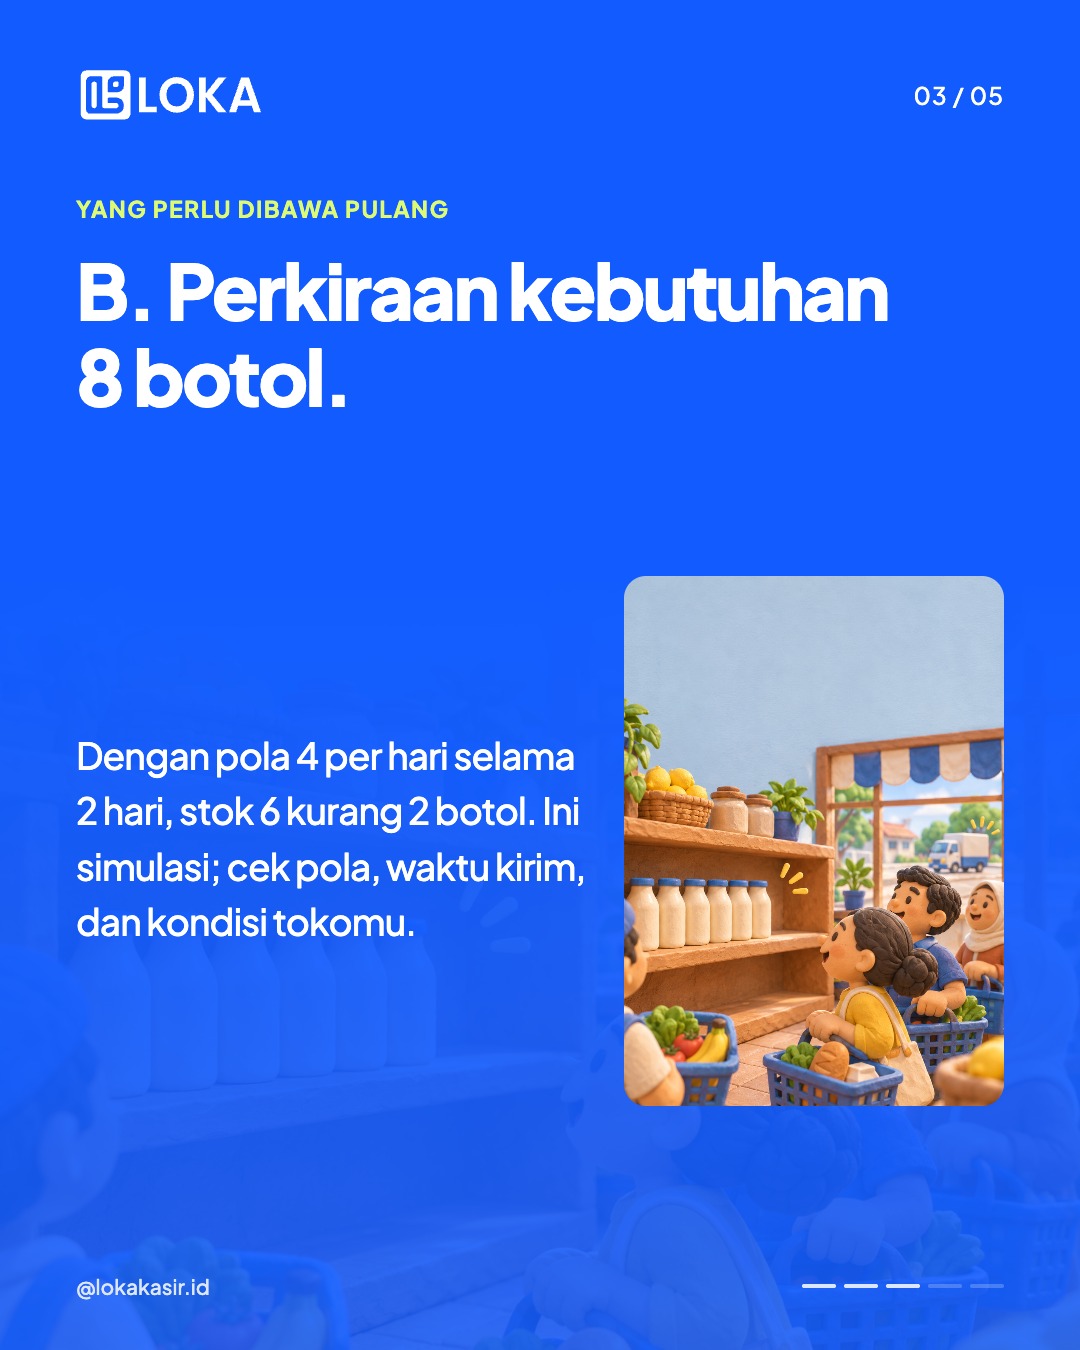 LOKA
03 / 05
YANG PERLU DIBAWA PULANG
B. Perkiraan kebutuhan
8 botol.
Dengan pola 4 per hari selama
2 hari, stok 6 kurang 2 botol. Ini
simulasi; cek pola, waktu kirim,
dan kondisi tokomu.
@lokakasir.id